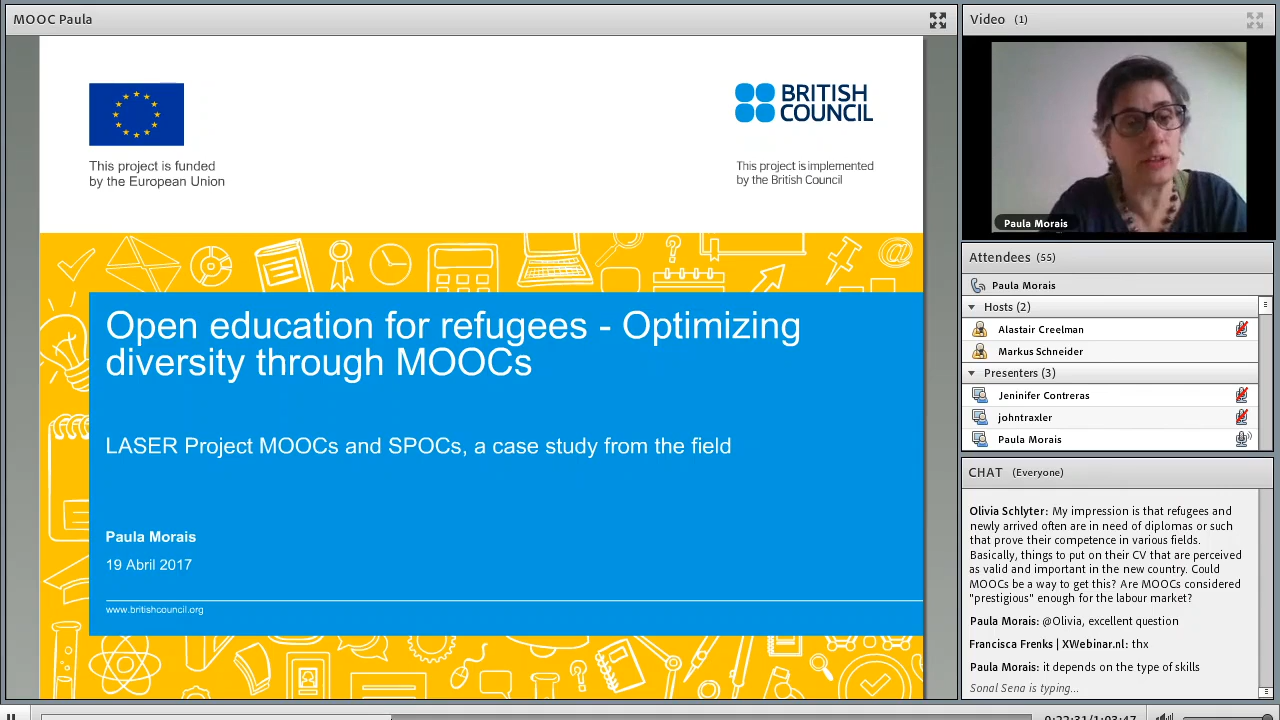 MOOC Paula
This project is funded
by the European Union
BRITISH
COUNCIL
This project is implemented
by the British Council
Open education for refugees - Optimizing
diversity through MOOCs
LASER Project MOOCs and SPOCs, a case study from the field
Paula Morais
19 Abril 2017
www.britishcouncil.org
Video (1)
Paula Morais
Attendees (55)
Paula Morais
Hosts (2)
Alastair Creelman
Markus Schneider
Presenters (3)
Jeninifer Contreras
johntraxler
Paula Morais
CHAT (Everyone)
Olivia Schlyter: My impression is that refugees and
newly arrived often are in need of diplomas or such
that prove their competence in various fields.
Basically, things to put on their CV that are perceived
as valid and important in the new country. Could
MOOCs be a way to get this? Are MOOCs considered
"prestigious" enough for the labour market?
Paula Morais: @Olivia, excellent question
Francisca Frenks | XWebinar.nl: thx
Paula Morais: it depends on the type of skills
Sonal Sena is typing...
0:22:31/1:03:47